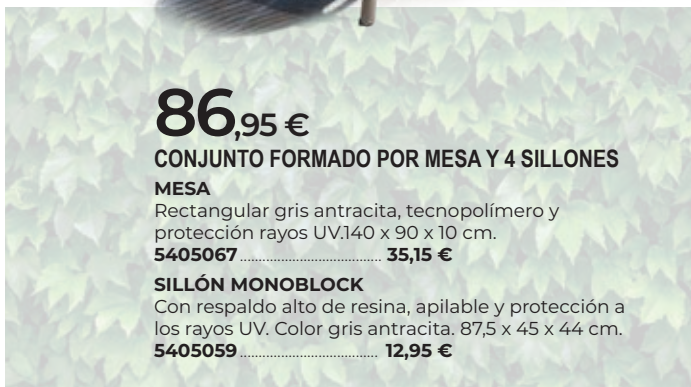 86,95 €
CONJUNTO FORMADO POR MESA Y 4 SILLONES
MESA
Rectangular gris antracita, tecnopolímero y
protección rayos UV.140 x 90 x 10 cm.
5405067 ..................................... 35,15 €
SILLÓN MONOBLOCK
Con respaldo alto de resina, apilable y protección a
los rayos UV. Color gris antracita. 87,5 x 45 x 44 cm.
5405059 ..................................... 12,95 €